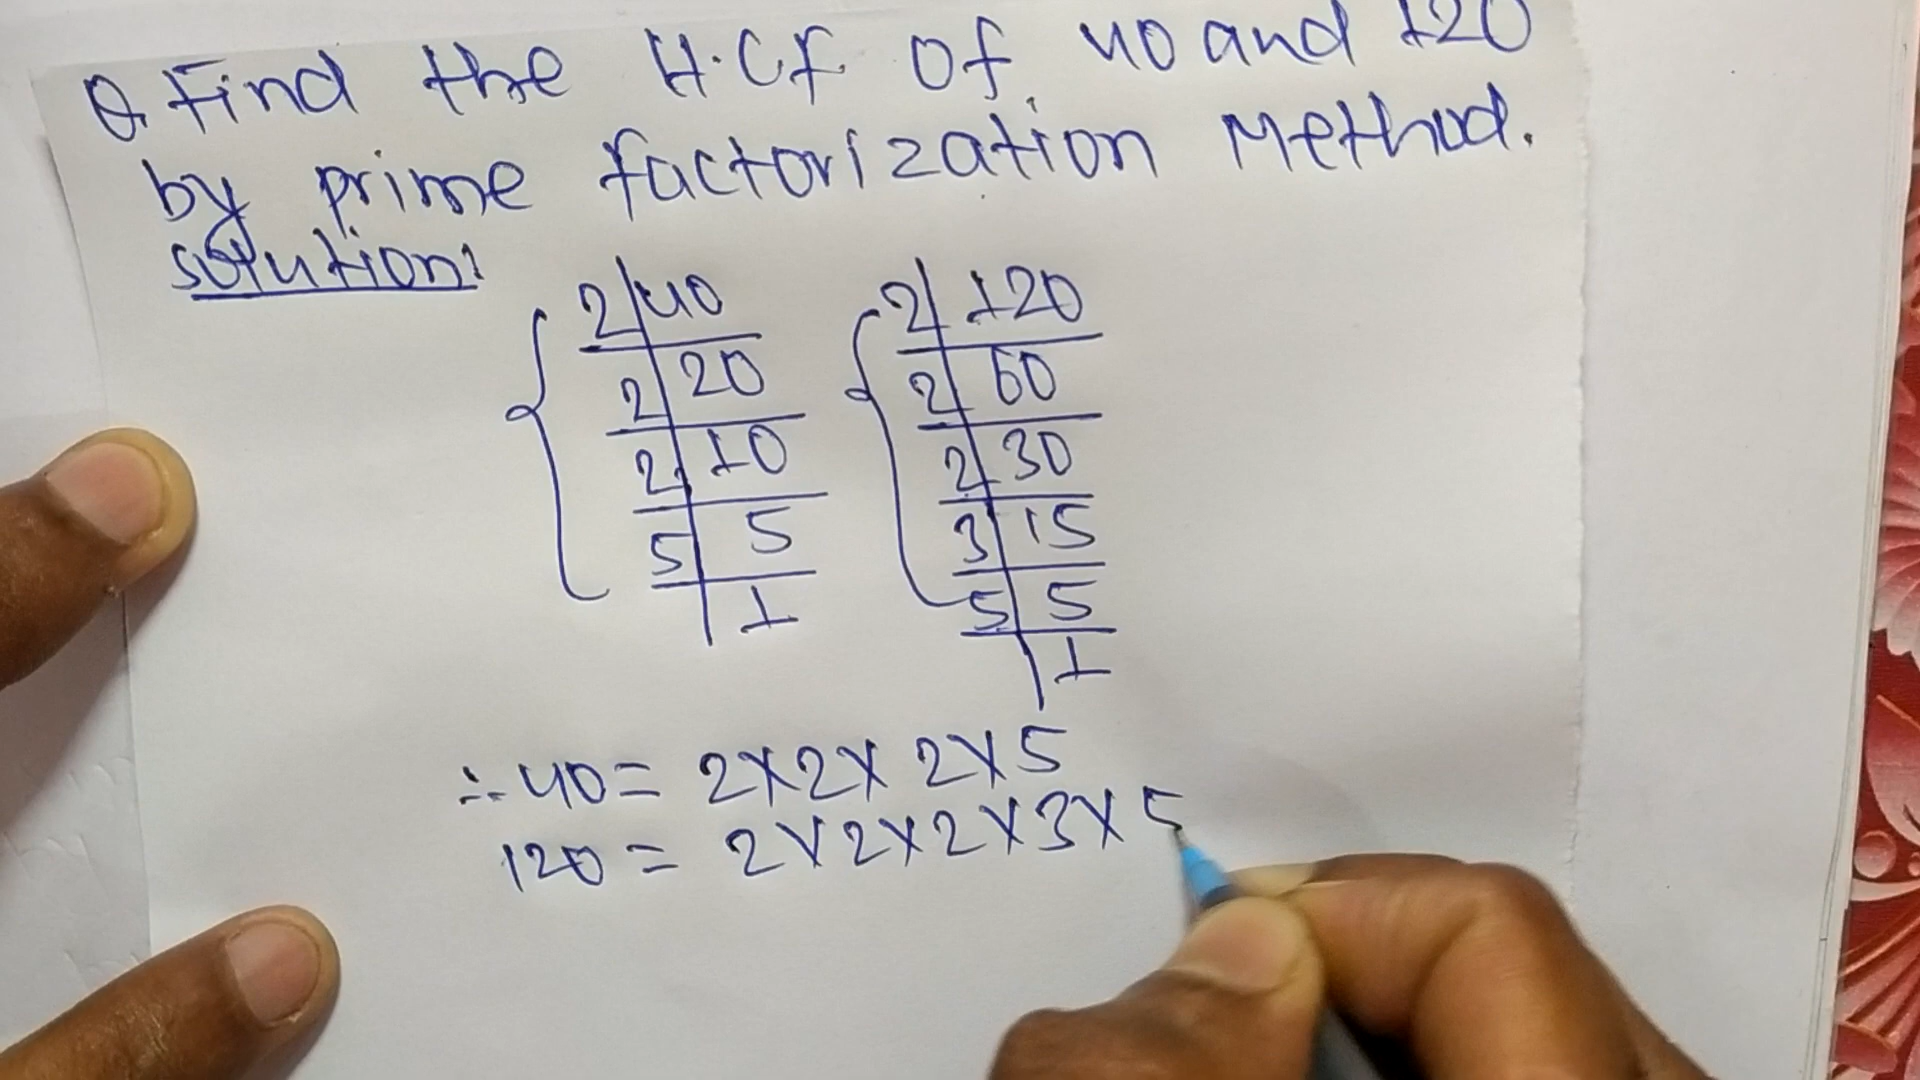 Q Find the H.C.F. Of 40 and 120
by prime factorization Method.
solution:
2 40
2 20
2 10
5 5
1
2 120
2 60
2 30
3 15
5 5
1
∴ 40 = 2×2×2×5
120 = 2×2×2×3×5